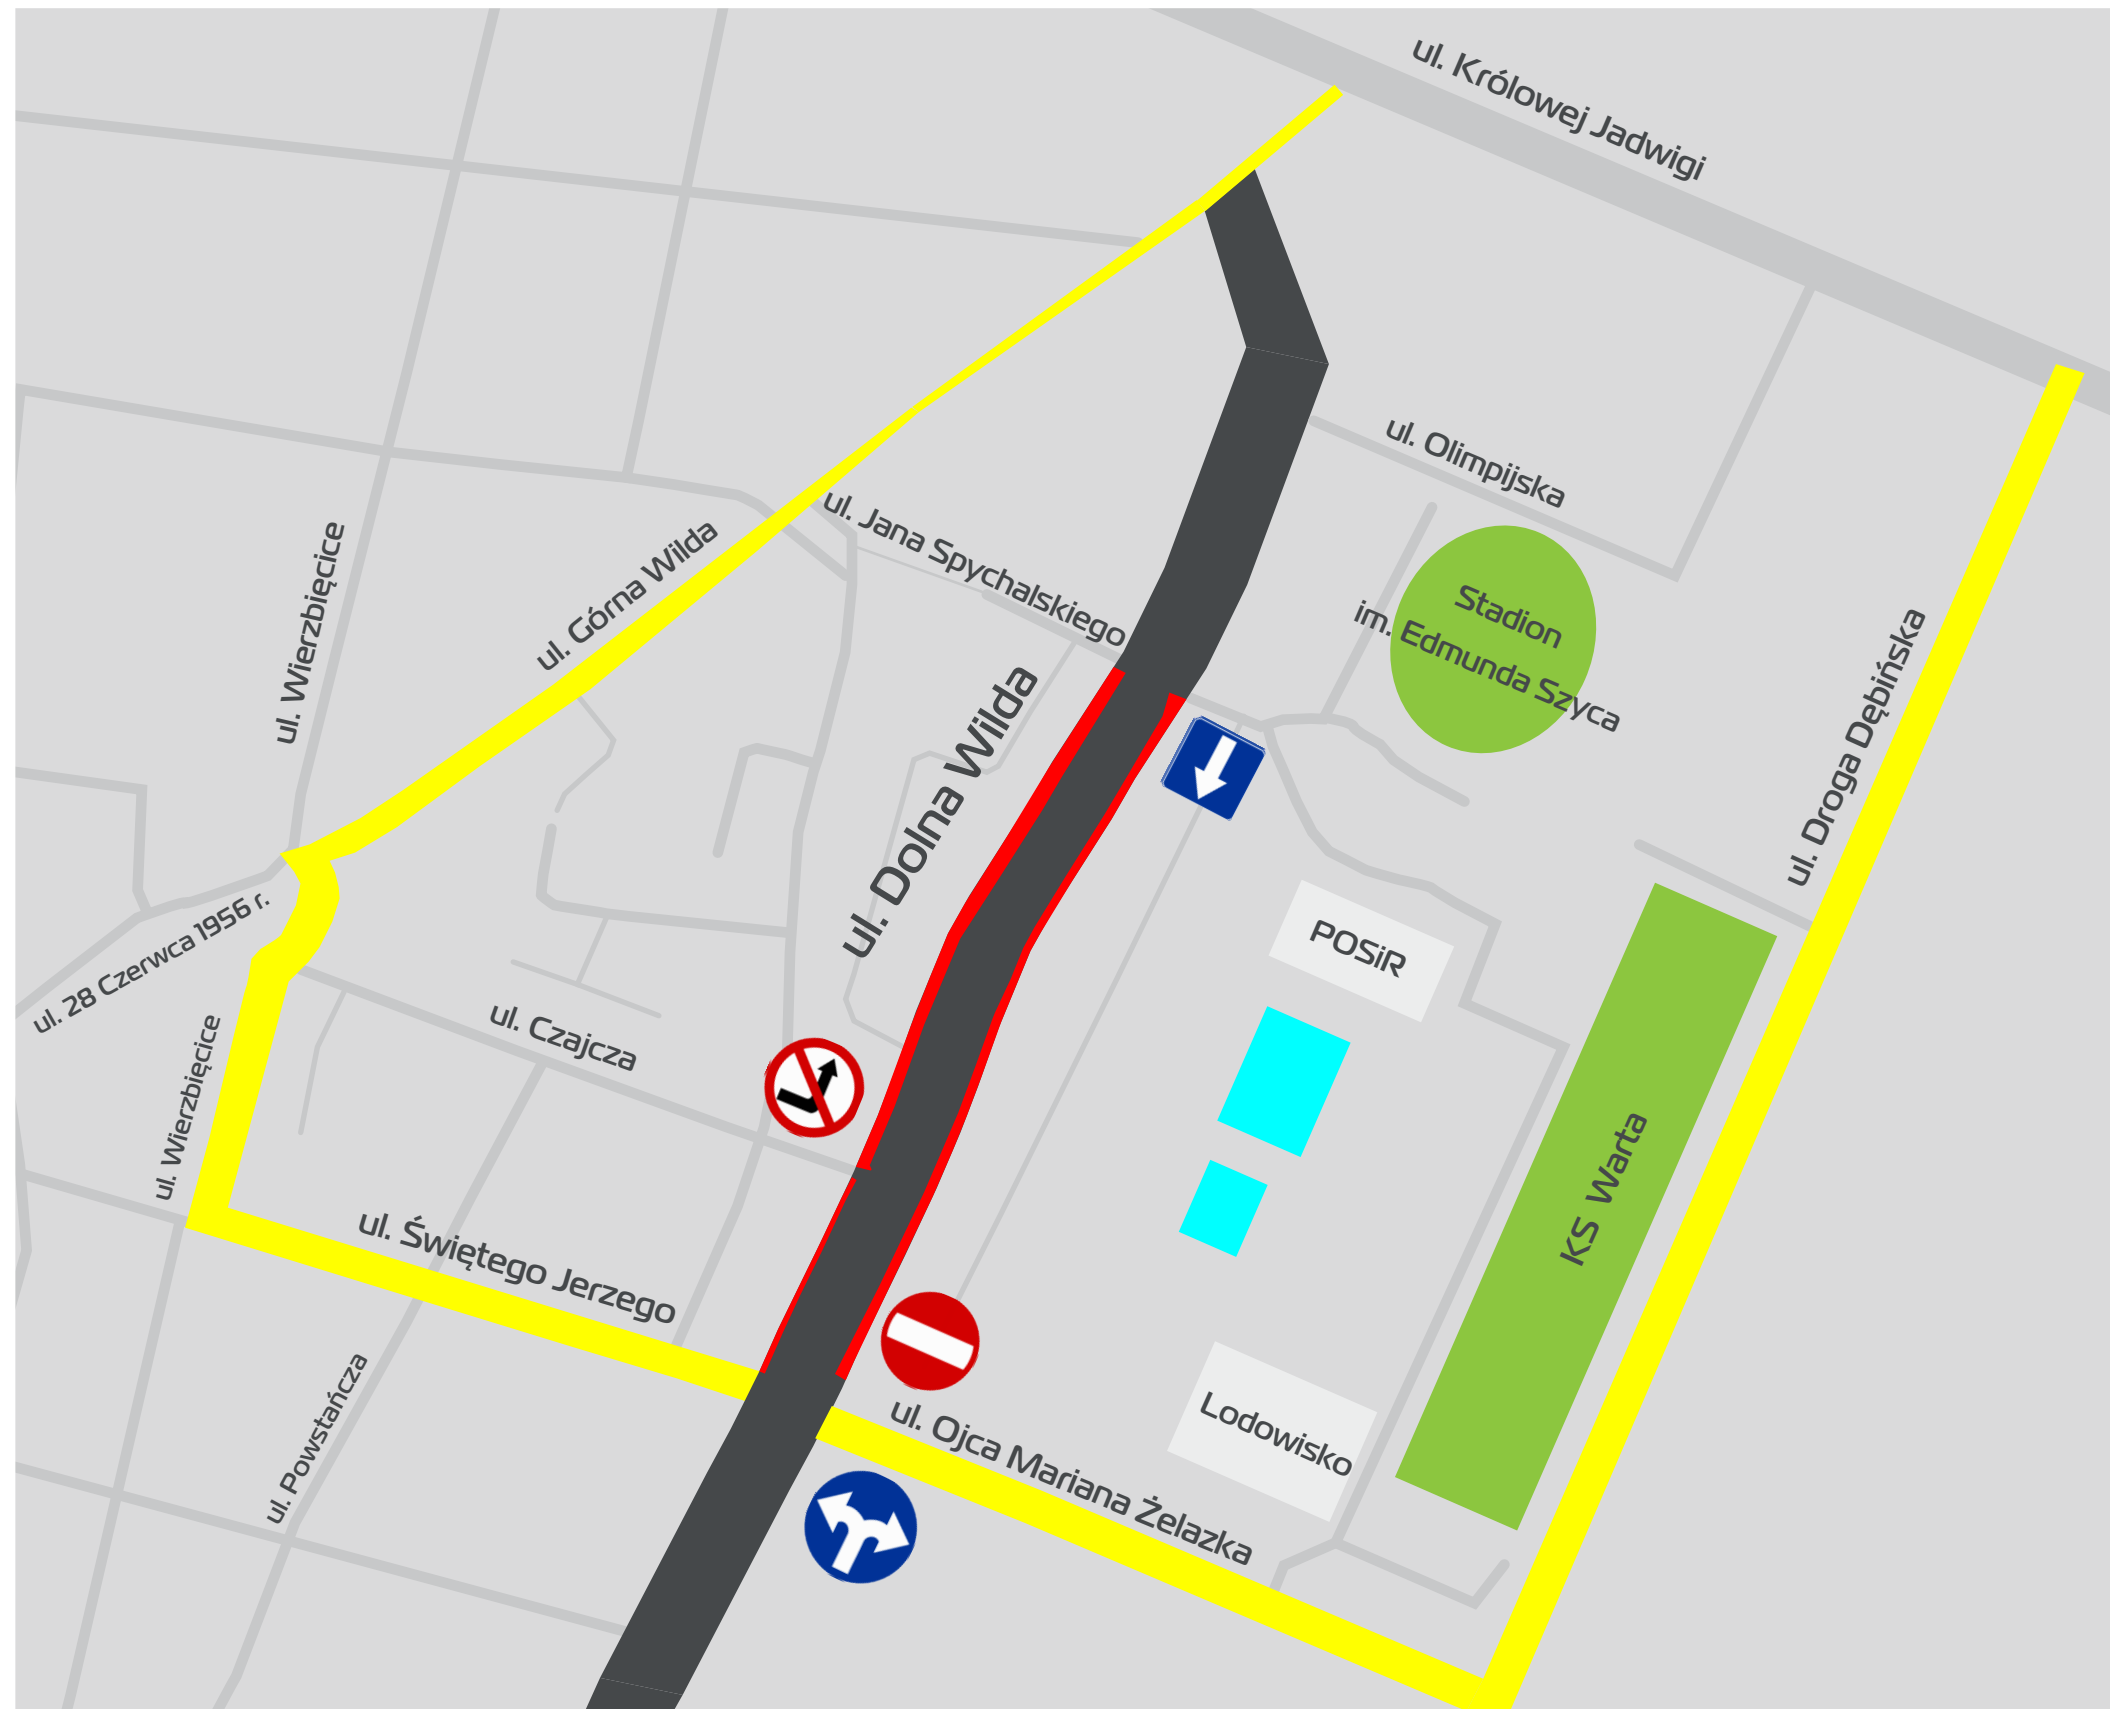 ul. Królowej Jadwigi
ul. Olimpijska
ul. Jana Spychalskiego
ul. Górna Wilda
ul. Wierzbięcice
Stadion
im. Edmunda Szyca
ul. Droga Dębińska
ul. Dolna Wilda
ul. 28 Czerwca 1956 r.
POSiR
ul. Czajcza
ul. Wierzbięcice
KS Warta
ul. Świętego Jerzego
ul. Powstańcza
Lodowisko
ul. Ojca Mariana Żelazka